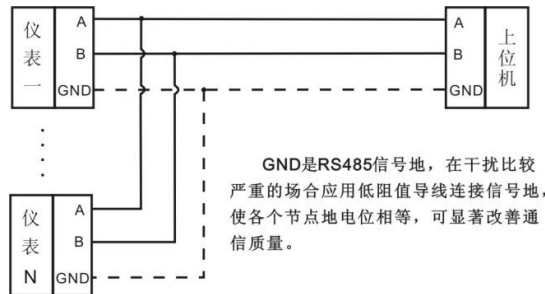 仪表一
A
B
GND
A
B
GND
上位机
仪表N
A
B
GND
GND是RS485信号地，在干扰比较
严重的场合应用低阻值导线连接信号地，
使各个节点地电位相等，可显著改善通
信质量。